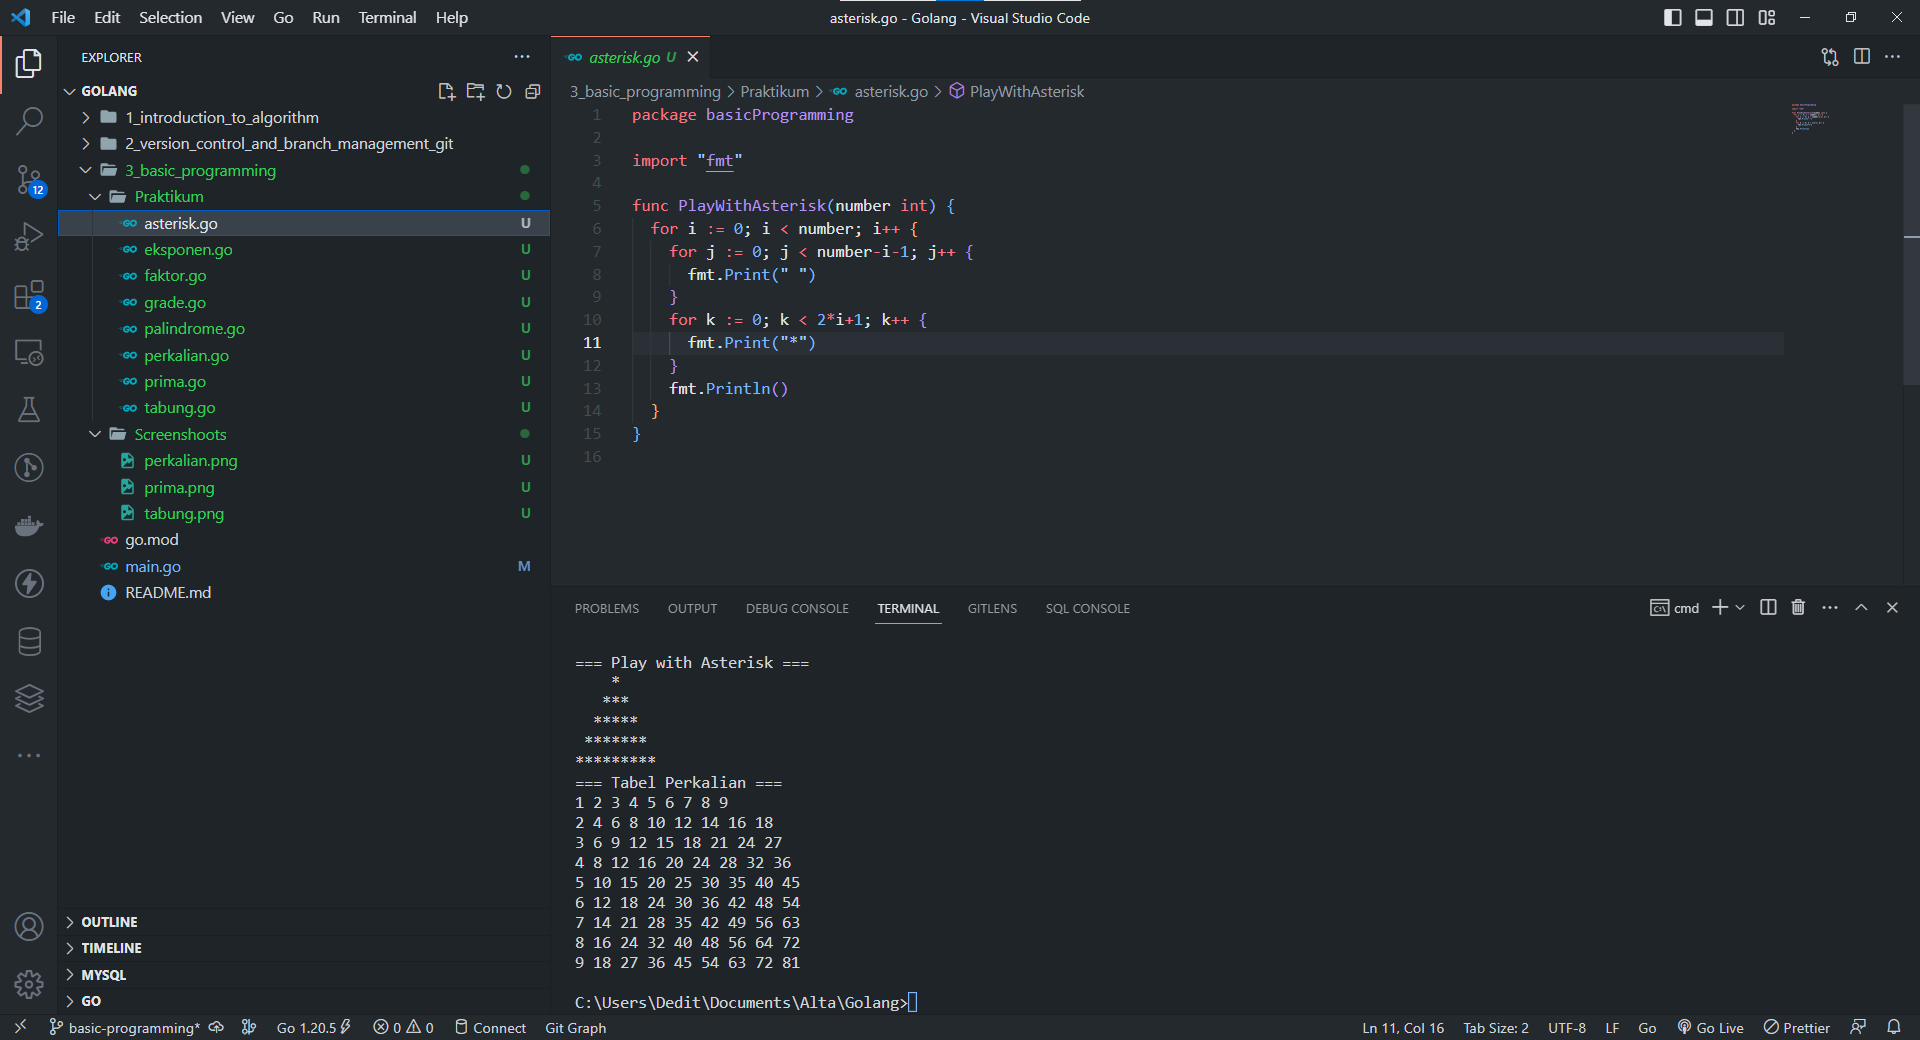 File Edit Selection View Go Run Terminal Help
asterisk.go - Golang - Visual Studio Code
EXPLORER
GOLANG
1_introduction_to_algorithm
2_version_control_and_branch_management_git
3_basic_programming
Praktikum
asterisk.go U
eksponen.go U
faktor.go U
grade.go U
palindrome.go U
perkalian.go U
prima.go U
tabung.go U
Screenshoots
perkalian.png U
prima.png U
tabung.png U
go.mod
main.go M
README.md
OUTLINE
TIMELINE
MYSQL
GO
12
2
asterisk.go U
3_basic_programming > Praktikum > asterisk.go > PlayWithAsterisk
1 package basicProgramming
2
3 import "fmt"
4
5 func PlayWithAsterisk(number int) {
6 for i := 0; i < number; i++ {
7 for j := 0; j < number-i-1; j++ {
8 fmt.Print(" ")
9 }
10 for k := 0; k < 2*i+1; k++ {
11 fmt.Print("*")
12 }
13 fmt.Println()
14 }
15 }
16
PROBLEMS OUTPUT DEBUG CONSOLE TERMINAL GITLENS SQL CONSOLE
cmd
=== Play with Asterisk ===
*
***
*****
*******
*********
=== Tabel Perkalian ===
1 2 3 4 5 6 7 8 9
2 4 6 8 10 12 14 16 18
3 6 9 12 15 18 21 24 27
4 8 12 16 20 24 28 32 36
5 10 15 20 25 30 35 40 45
6 12 18 24 30 36 42 48 54
7 14 21 28 35 42 49 56 63
8 16 24 32 40 48 56 64 72
9 18 27 36 45 54 63 72 81
C:\Users\Dedit\Documents\Alta\Golang>
basic-programming* Go 1.20.5 0 0 Connect Git Graph
Ln 11, Col 16 Tab Size: 2 UTF-8 LF Go Go Live Prettier